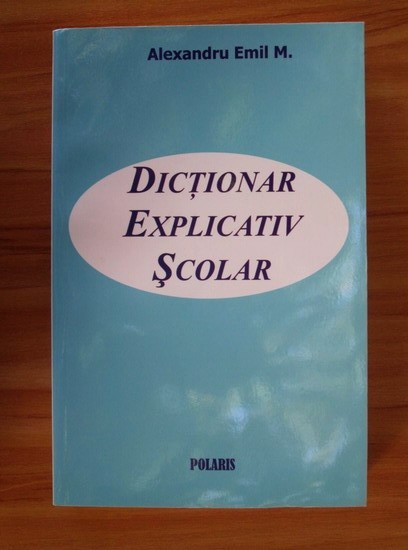 Alexandru Emil M.
DICȚIONAR
EXPLICATIV
ŞCOLAR
POLARIS